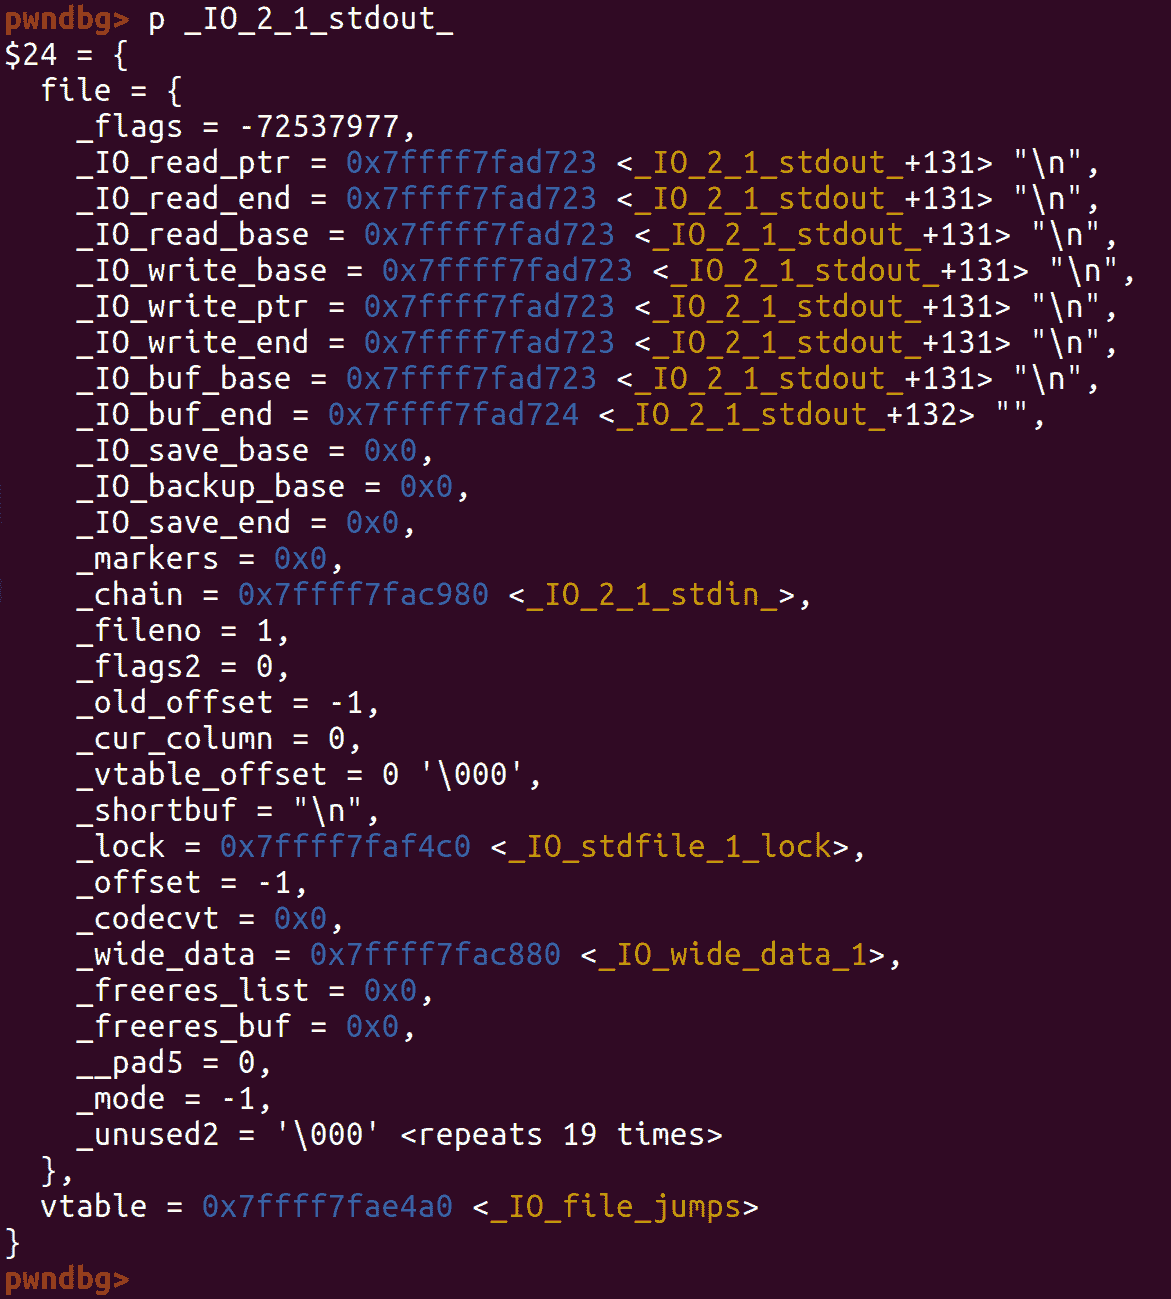 pwndbg> p _IO_2_1_stdout_
$24 = {
  file = {
    _flags = -72537977,
    _IO_read_ptr = 0x7ffff7fad723 <_IO_2_1_stdout_+131> "\n",
    _IO_read_end = 0x7ffff7fad723 <_IO_2_1_stdout_+131> "\n",
    _IO_read_base = 0x7ffff7fad723 <_IO_2_1_stdout_+131> "\n",
    _IO_write_base = 0x7ffff7fad723 <_IO_2_1_stdout_+131> "\n",
    _IO_write_ptr = 0x7ffff7fad723 <_IO_2_1_stdout_+131> "\n",
    _IO_write_end = 0x7ffff7fad723 <_IO_2_1_stdout_+131> "\n",
    _IO_buf_base = 0x7ffff7fad723 <_IO_2_1_stdout_+131> "\n",
    _IO_buf_end = 0x7ffff7fad724 <_IO_2_1_stdout_+132> "",
    _IO_save_base = 0x0,
    _IO_backup_base = 0x0,
    _IO_save_end = 0x0,
    _markers = 0x0,
    _chain = 0x7ffff7fac980 <_IO_2_1_stdin_>,
    _fileno = 1,
    _flags2 = 0,
    _old_offset = -1,
    _cur_column = 0,
    _vtable_offset = 0 '\000',
    _shortbuf = "\n",
    _lock = 0x7ffff7faf4c0 <_IO_stdfile_1_lock>,
    _offset = -1,
    _codecvt = 0x0,
    _wide_data = 0x7ffff7fac880 <_IO_wide_data_1>,
    _freeres_list = 0x0,
    _freeres_buf = 0x0,
    __pad5 = 0,
    _mode = -1,
    _unused2 = '\000' <repeats 19 times>
  },
  vtable = 0x7ffff7fae4a0 <_IO_file_jumps>
}
pwndbg>